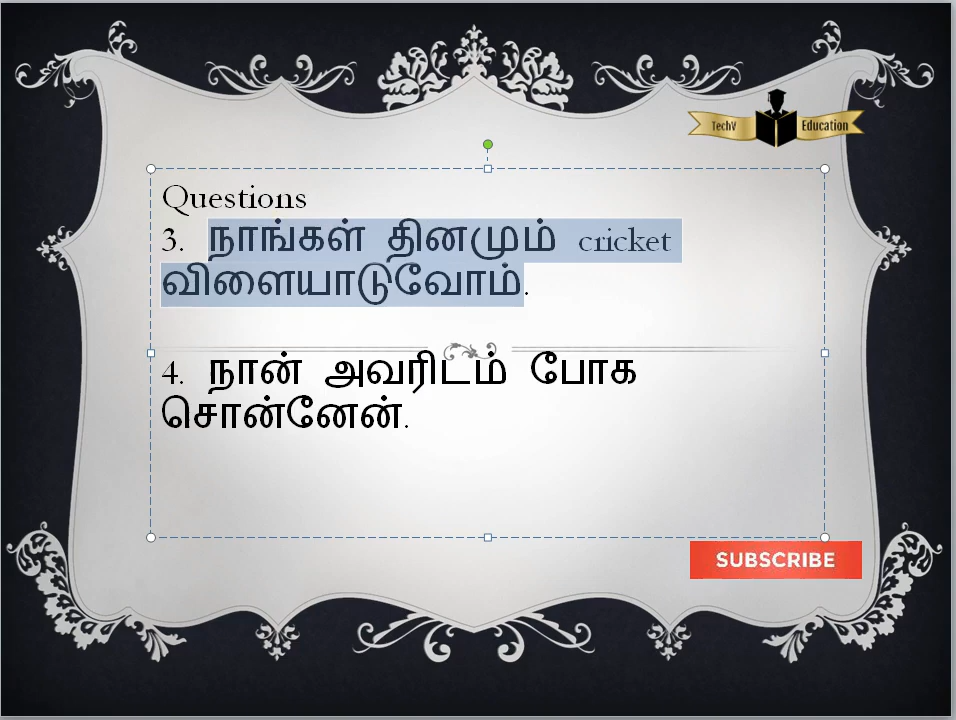 TechV Education
Questions
3. நாங்கள் தினமும் cricket
விளையாடுவோம்.
4. நான் அவரிடம் போக
சொன்னேன்.
SUBSCRIBE